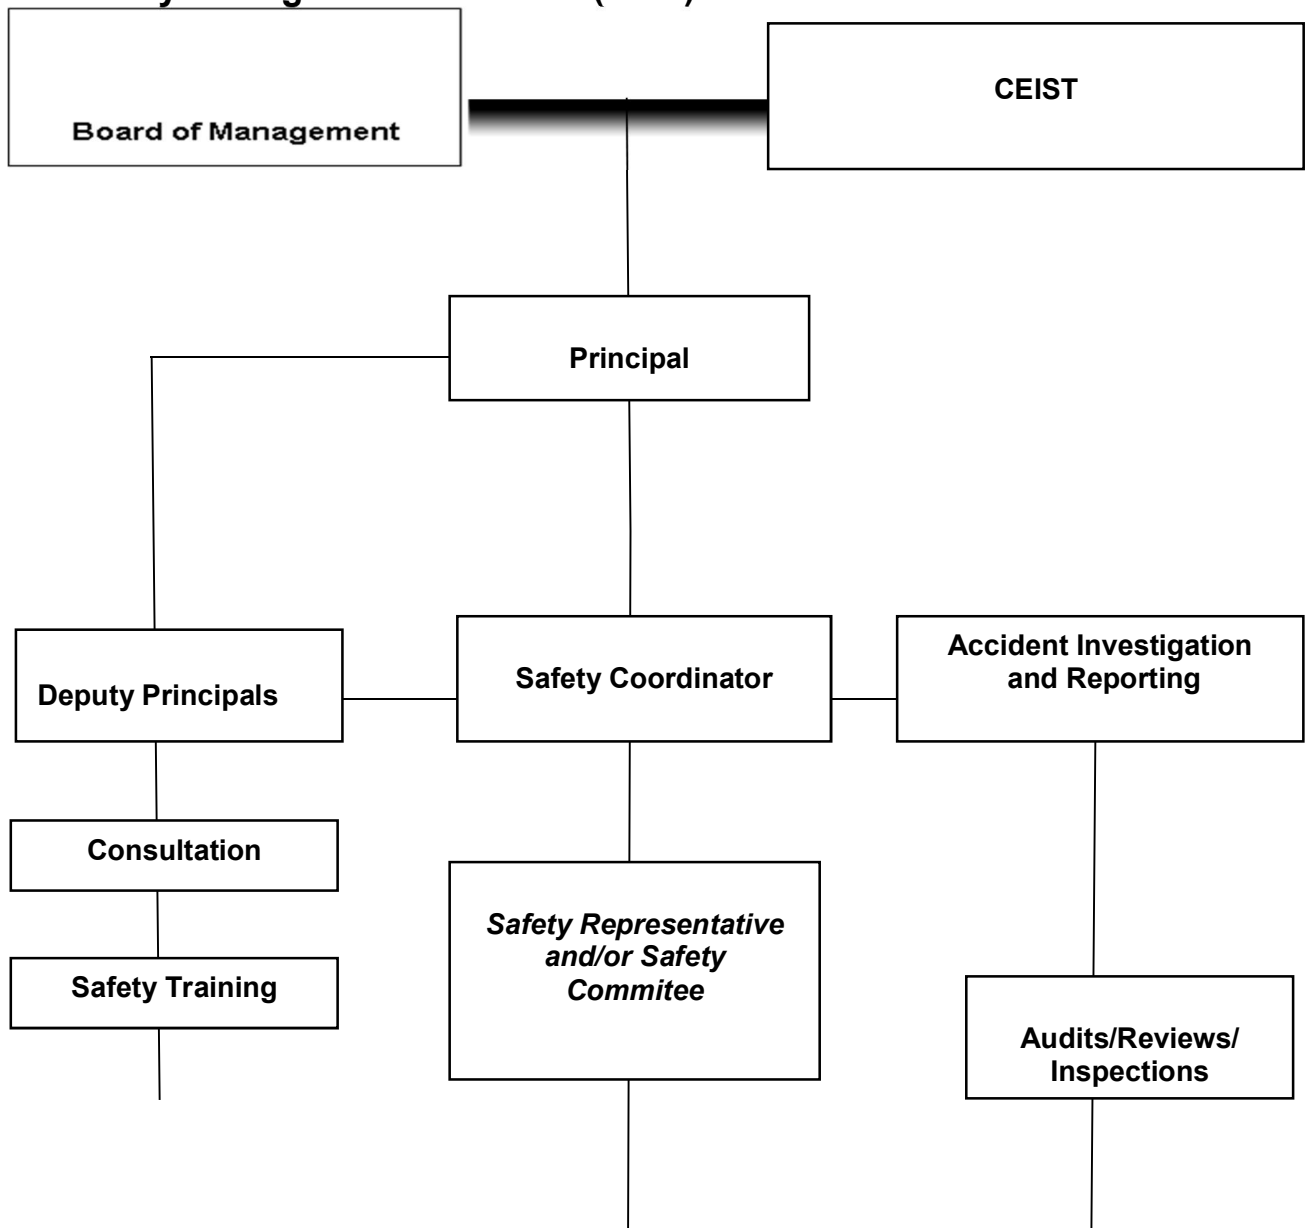 Board of Management
CEIST
Principal
Deputy Principals
Safety Coordinator
Accident Investigation
and Reporting
Consultation
Safety Representative
and/or Safety
Commitee
Safety Training
Audits/Reviews/
Inspections